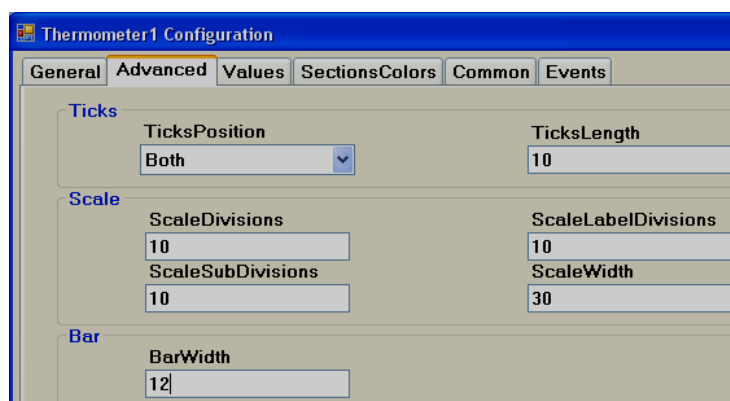 Thermometer1 Configuration
General Advanced Values SectionsColors Common Events
Ticks
TicksPosition TicksLength
Both 10
Scale
ScaleDivisions ScaleLabelDivisions
10 10
ScaleSubDivisions ScaleWidth
10 30
Bar
BarWidth
12